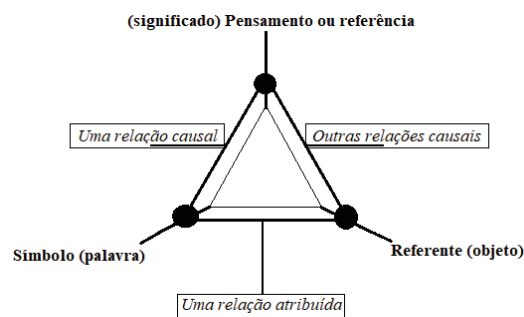 (significado) Pensamento ou referência
Uma relação causal
Outras relações causais
Símbolo (palavra)
Referente (objeto)
Uma relação atribuída